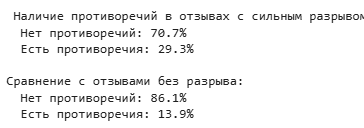 Наличие противоречий в отзывах с сильным разрывом
Нет противоречий: 70.7%
Есть противоречия: 29.3%

Сравнение с отзывами без разрыва:
Нет противоречий: 86.1%
Есть противоречия: 13.9%